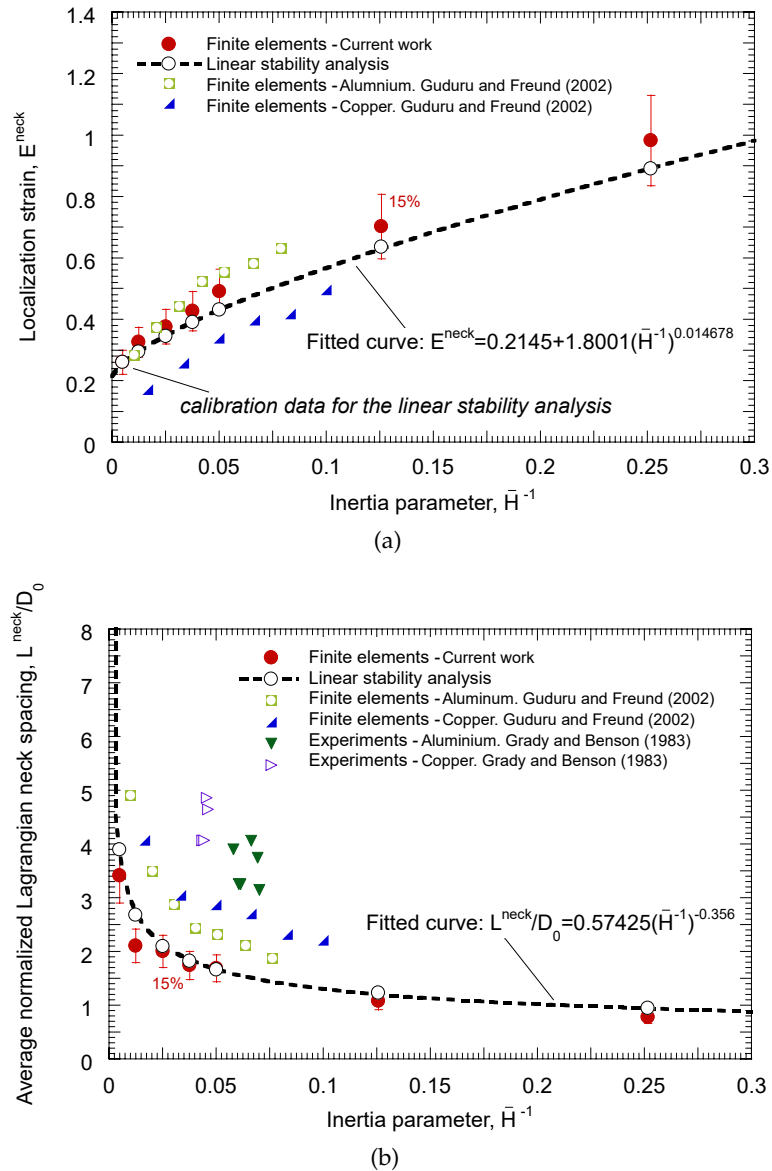 1.4
1.2
1
0.8
0.6
0.4
0.2
0
Localization strain, E^neck
Finite elements - Current work
Linear stability analysis
Finite elements - Alumnium. Guduru and Freund (2002)
Finite elements - Copper. Guduru and Freund (2002)
15%
Fitted curve: E^neck=0.2145+1.8001(H̄^-1)^0.014678
calibration data for the linear stability analysis
0 0.05 0.1 0.15 0.2 0.25 0.3
Inertia parameter, H̄^-1
(a)
8
7
6
5
4
3
2
1
0
Average normalized Lagrangian neck spacing, L^neck/D_0
Finite elements - Current work
Linear stability analysis
Finite elements - Aluminum. Guduru and Freund (2002)
Finite elements - Copper. Guduru and Freund (2002)
Experiments - Aluminium. Grady and Benson (1983)
Experiments - Copper. Grady and Benson (1983)
Fitted curve: L^neck/D_0=0.57425(H̄^-1)^-0.356
15%
0 0.05 0.1 0.15 0.2 0.25 0.3
Inertia parameter, H̄^-1
(b)